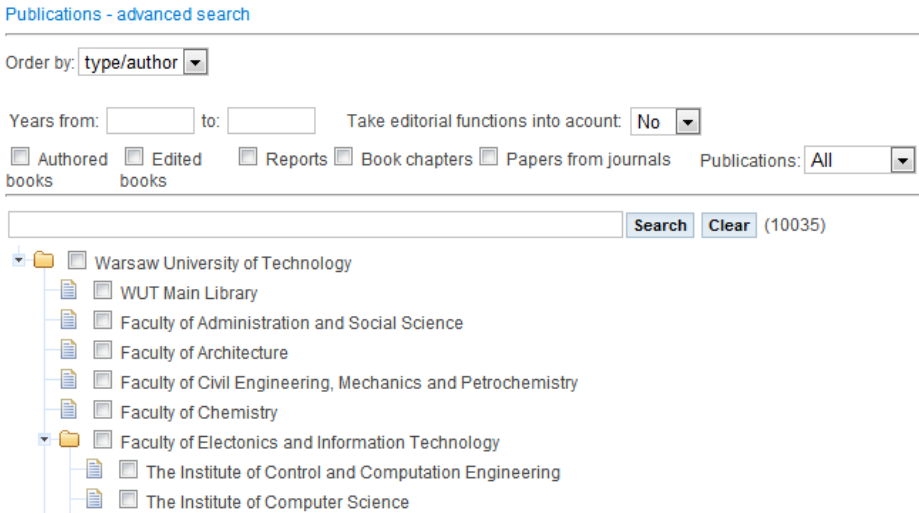 Publications - advanced search
Order by: type/author
Years from: to: Take editorial functions into acount: No
Authored books Edited books Reports Book chapters Papers from journals Publications: All
Search Clear (10035)
Warsaw University of Technology
WUT Main Library
Faculty of Administration and Social Science
Faculty of Architecture
Faculty of Civil Engineering, Mechanics and Petrochemistry
Faculty of Chemistry
Faculty of Electonics and Information Technology
The Institute of Control and Computation Engineering
The Institute of Computer Science